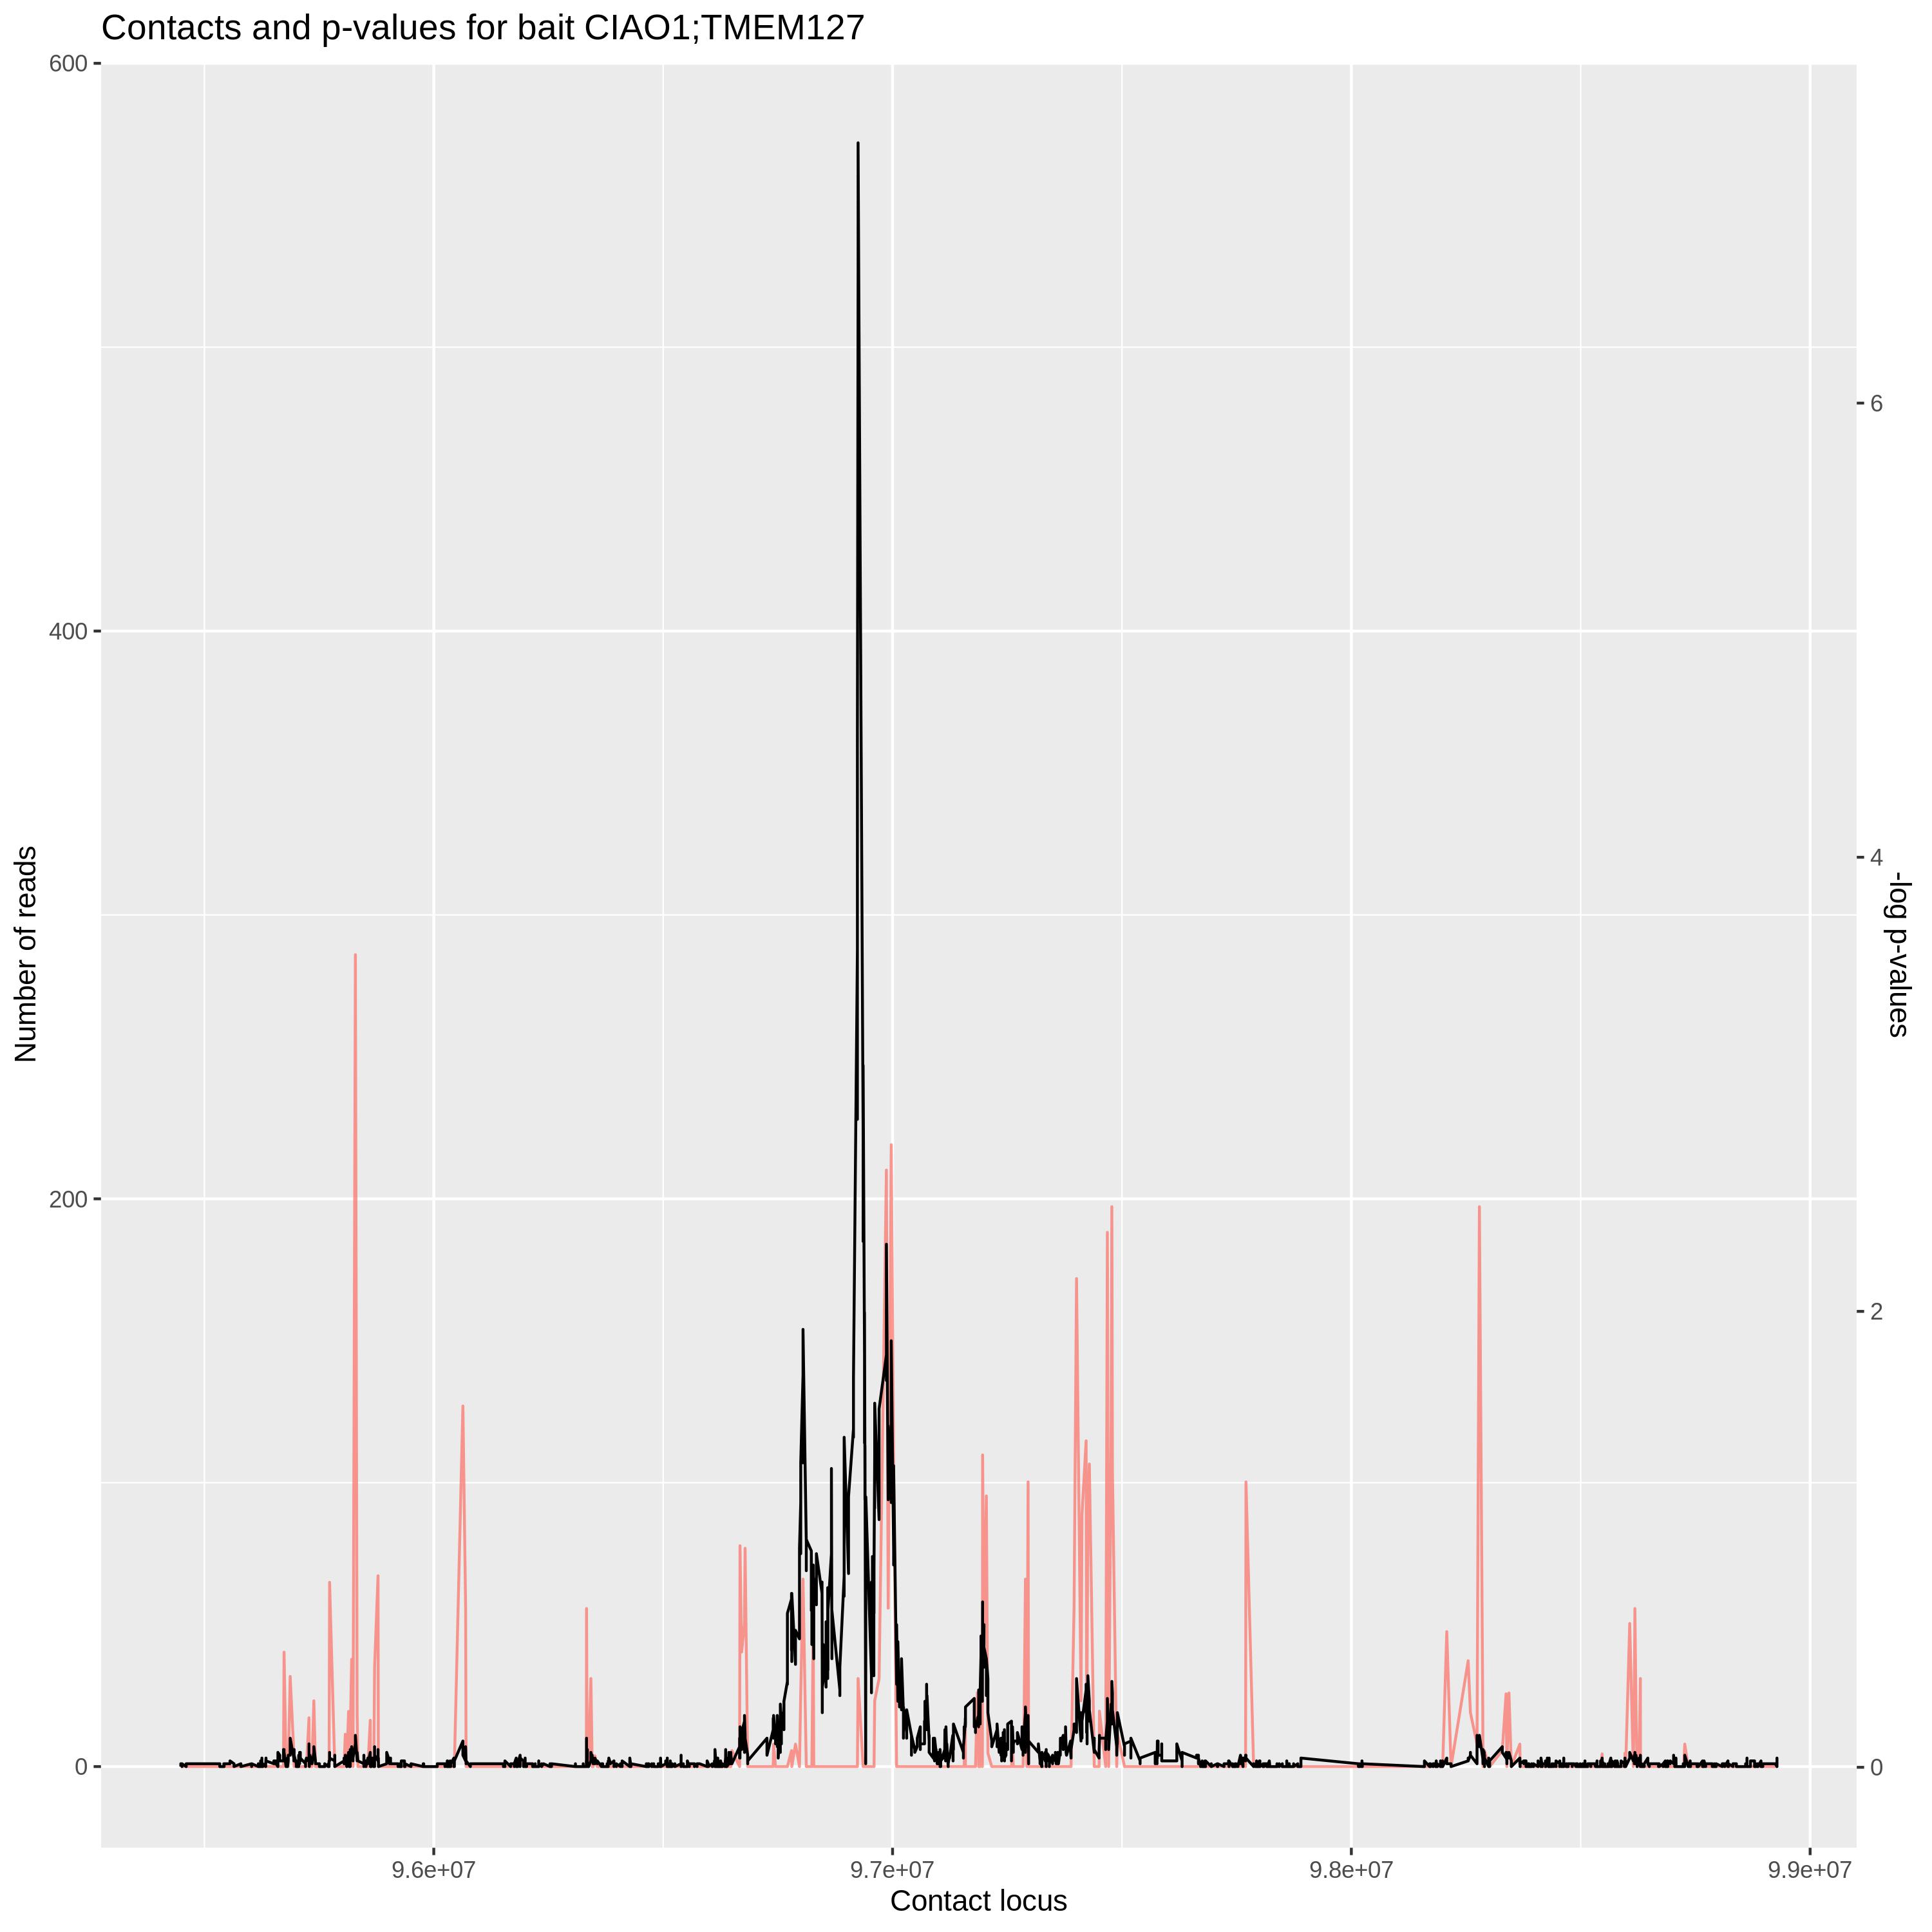 Contacts and p-values for bait CIAO1;TMEM127
600
400
200
0
Number of reads
6
4
2
0
-log p-values
9.6e+07
9.7e+07
9.8e+07
9.9e+07
Contact locus